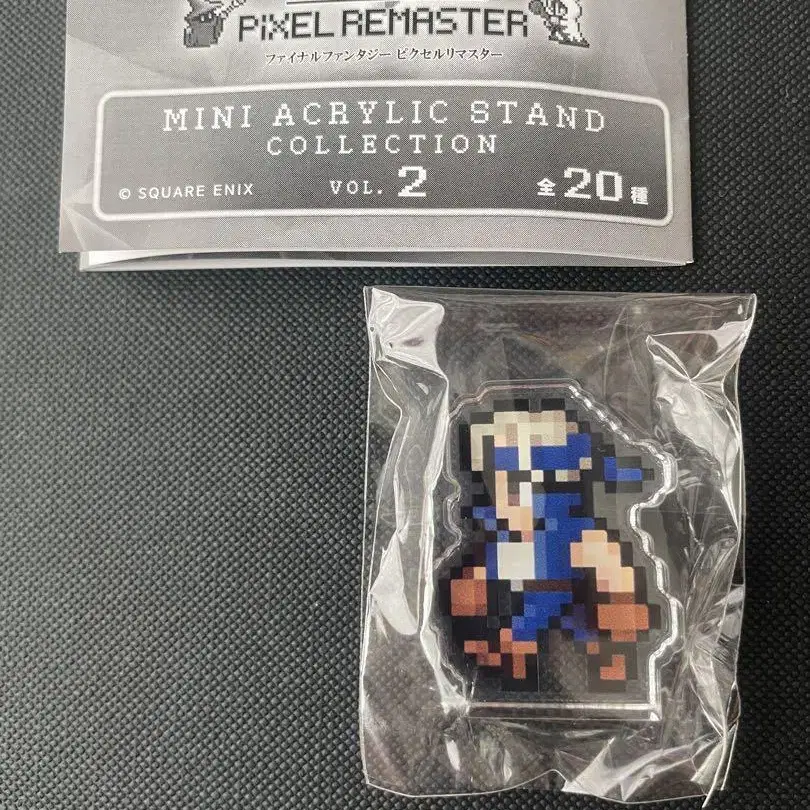 PIXEL REMASTER
ファイナルファンタジー ピクセルリマスター
MINI ACRYLIC STAND
COLLECTION
© SQUARE ENIX VOL. 2 全20種